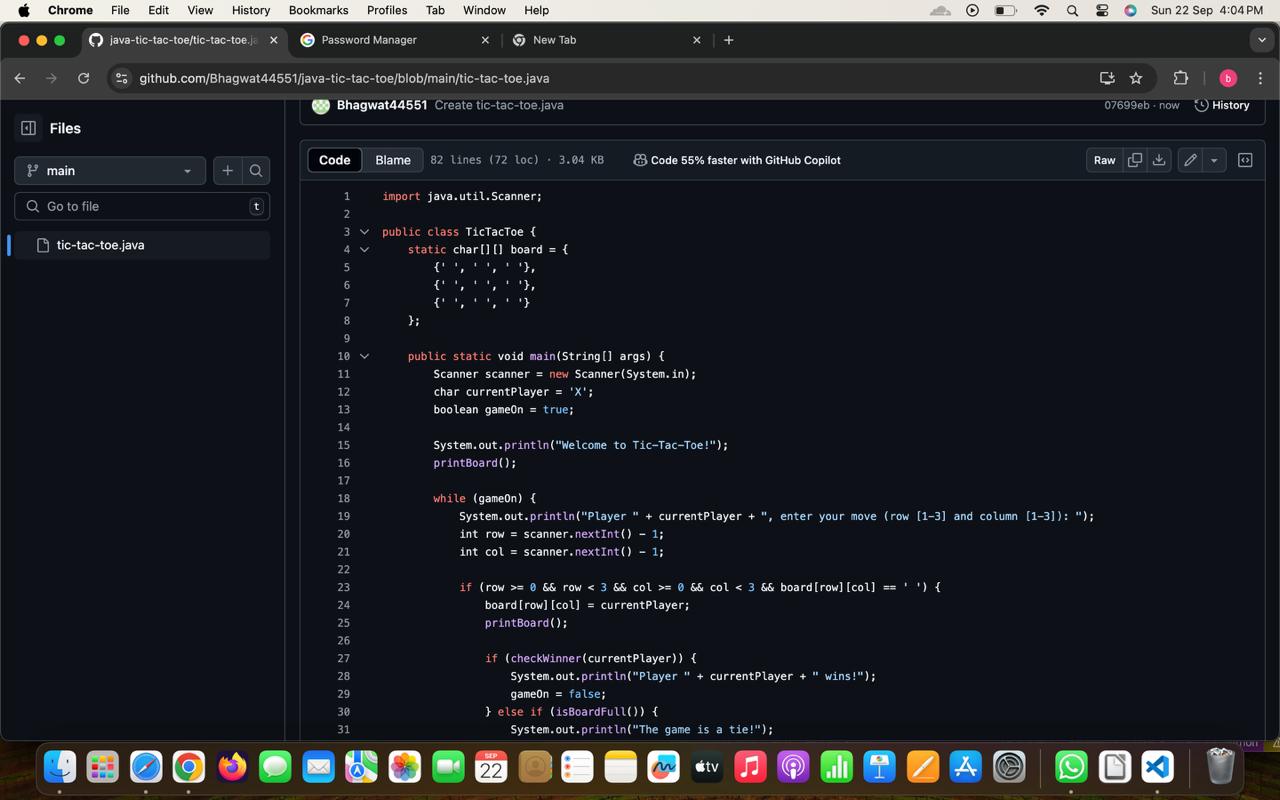 Chrome File Edit View History Bookmarks Profiles Tab Window Help Sun 22 Sep 4:04 PM
java-tic-tac-toe/tic-tac-toe.ja Password Manager New Tab
github.com/Bhagwat44551/java-tic-tac-toe/blob/main/tic-tac-toe.java b
Bhagwat44551 Create tic-tac-toe.java 07699eb · now History
Files
main
Go to file t
tic-tac-toe.java
Code Blame 82 lines (72 loc) · 3.04 KB Code 55% faster with GitHub Copilot Raw
1 import java.util.Scanner;
2
3 public class TicTacToe {
4 static char[][] board = {
5 {' ', ' ', ' '},
6 {' ', ' ', ' '},
7 {' ', ' ', ' '}
8 };
9
10 public static void main(String[] args) {
11 Scanner scanner = new Scanner(System.in);
12 char currentPlayer = 'X';
13 boolean gameOn = true;
14
15 System.out.println("Welcome to Tic-Tac-Toe!");
16 printBoard();
17
18 while (gameOn) {
19 System.out.println("Player " + currentPlayer + ", enter your move (row [1-3] and column [1-3]): ");
20 int row = scanner.nextInt() - 1;
21 int col = scanner.nextInt() - 1;
22
23 if (row >= 0 && row < 3 && col >= 0 && col < 3 && board[row][col] == ' ') {
24 board[row][col] = currentPlayer;
25 printBoard();
26
27 if (checkWinner(currentPlayer)) {
28 System.out.println("Player " + currentPlayer + " wins!");
29 gameOn = false;
30 } else if (isBoardFull()) {
31 System.out.println("The game is a tie!");
SEP
22
tv